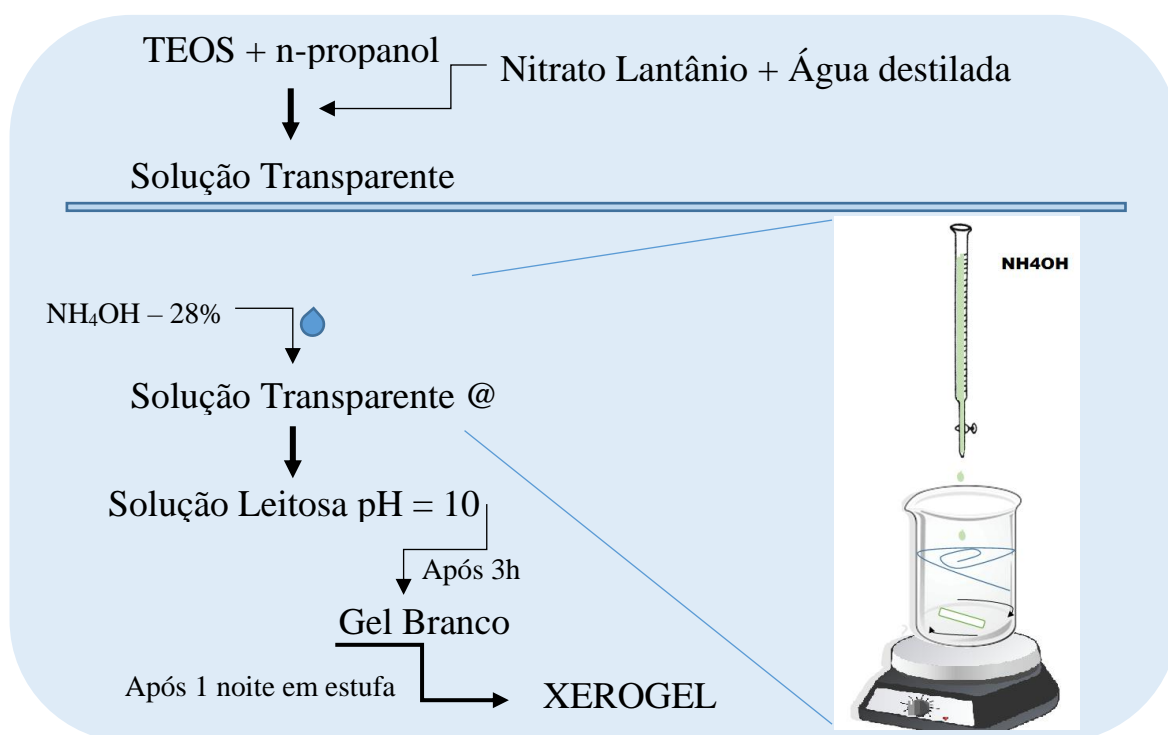 TEOS + n-propanol
Nitrato Lantânio + Água destilada
Solução Transparente
NH₄OH – 28%
NH4OH
Solução Transparente @
Solução Leitosa pH = 10
Após 3h
Gel Branco
Após 1 noite em estufa
XEROGEL